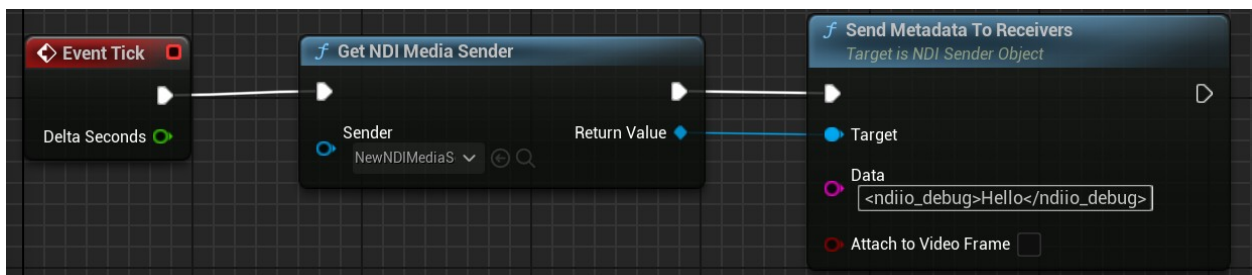 Event Tick
Delta Seconds
f Get NDI Media Sender
Sender
NewNDIMediaS
Return Value
f Send Metadata To Receivers
Target is NDI Sender Object
Target
Data
<ndiio_debug>Hello</ndiio_debug>
Attach to Video Frame